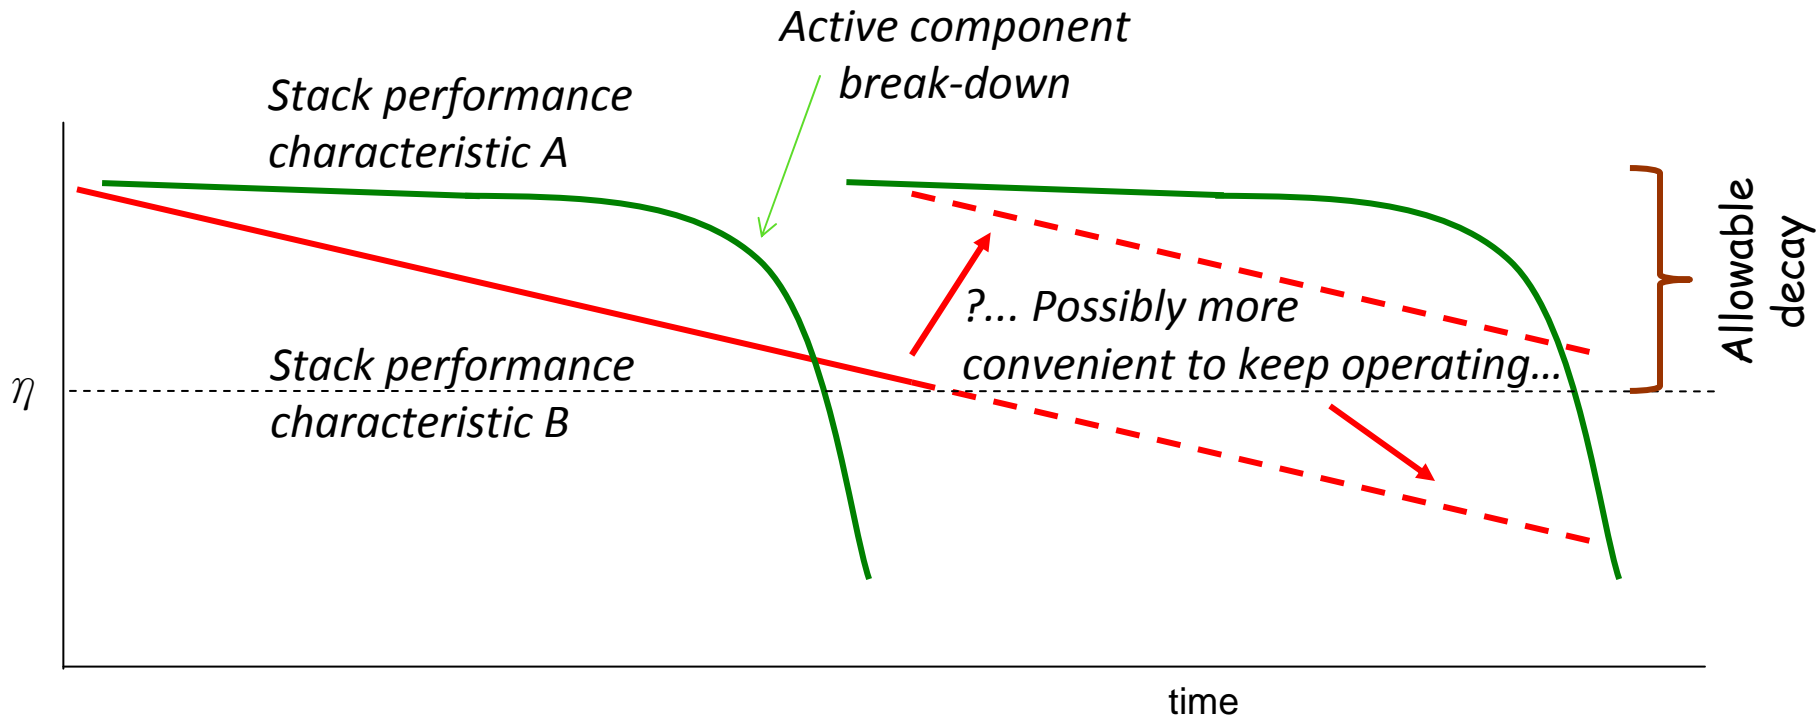 Active component
break-down
Stack performance
characteristic A
?... Possibly more
convenient to keep operating...
Stack performance
characteristic B
η
Allowable
decay
time